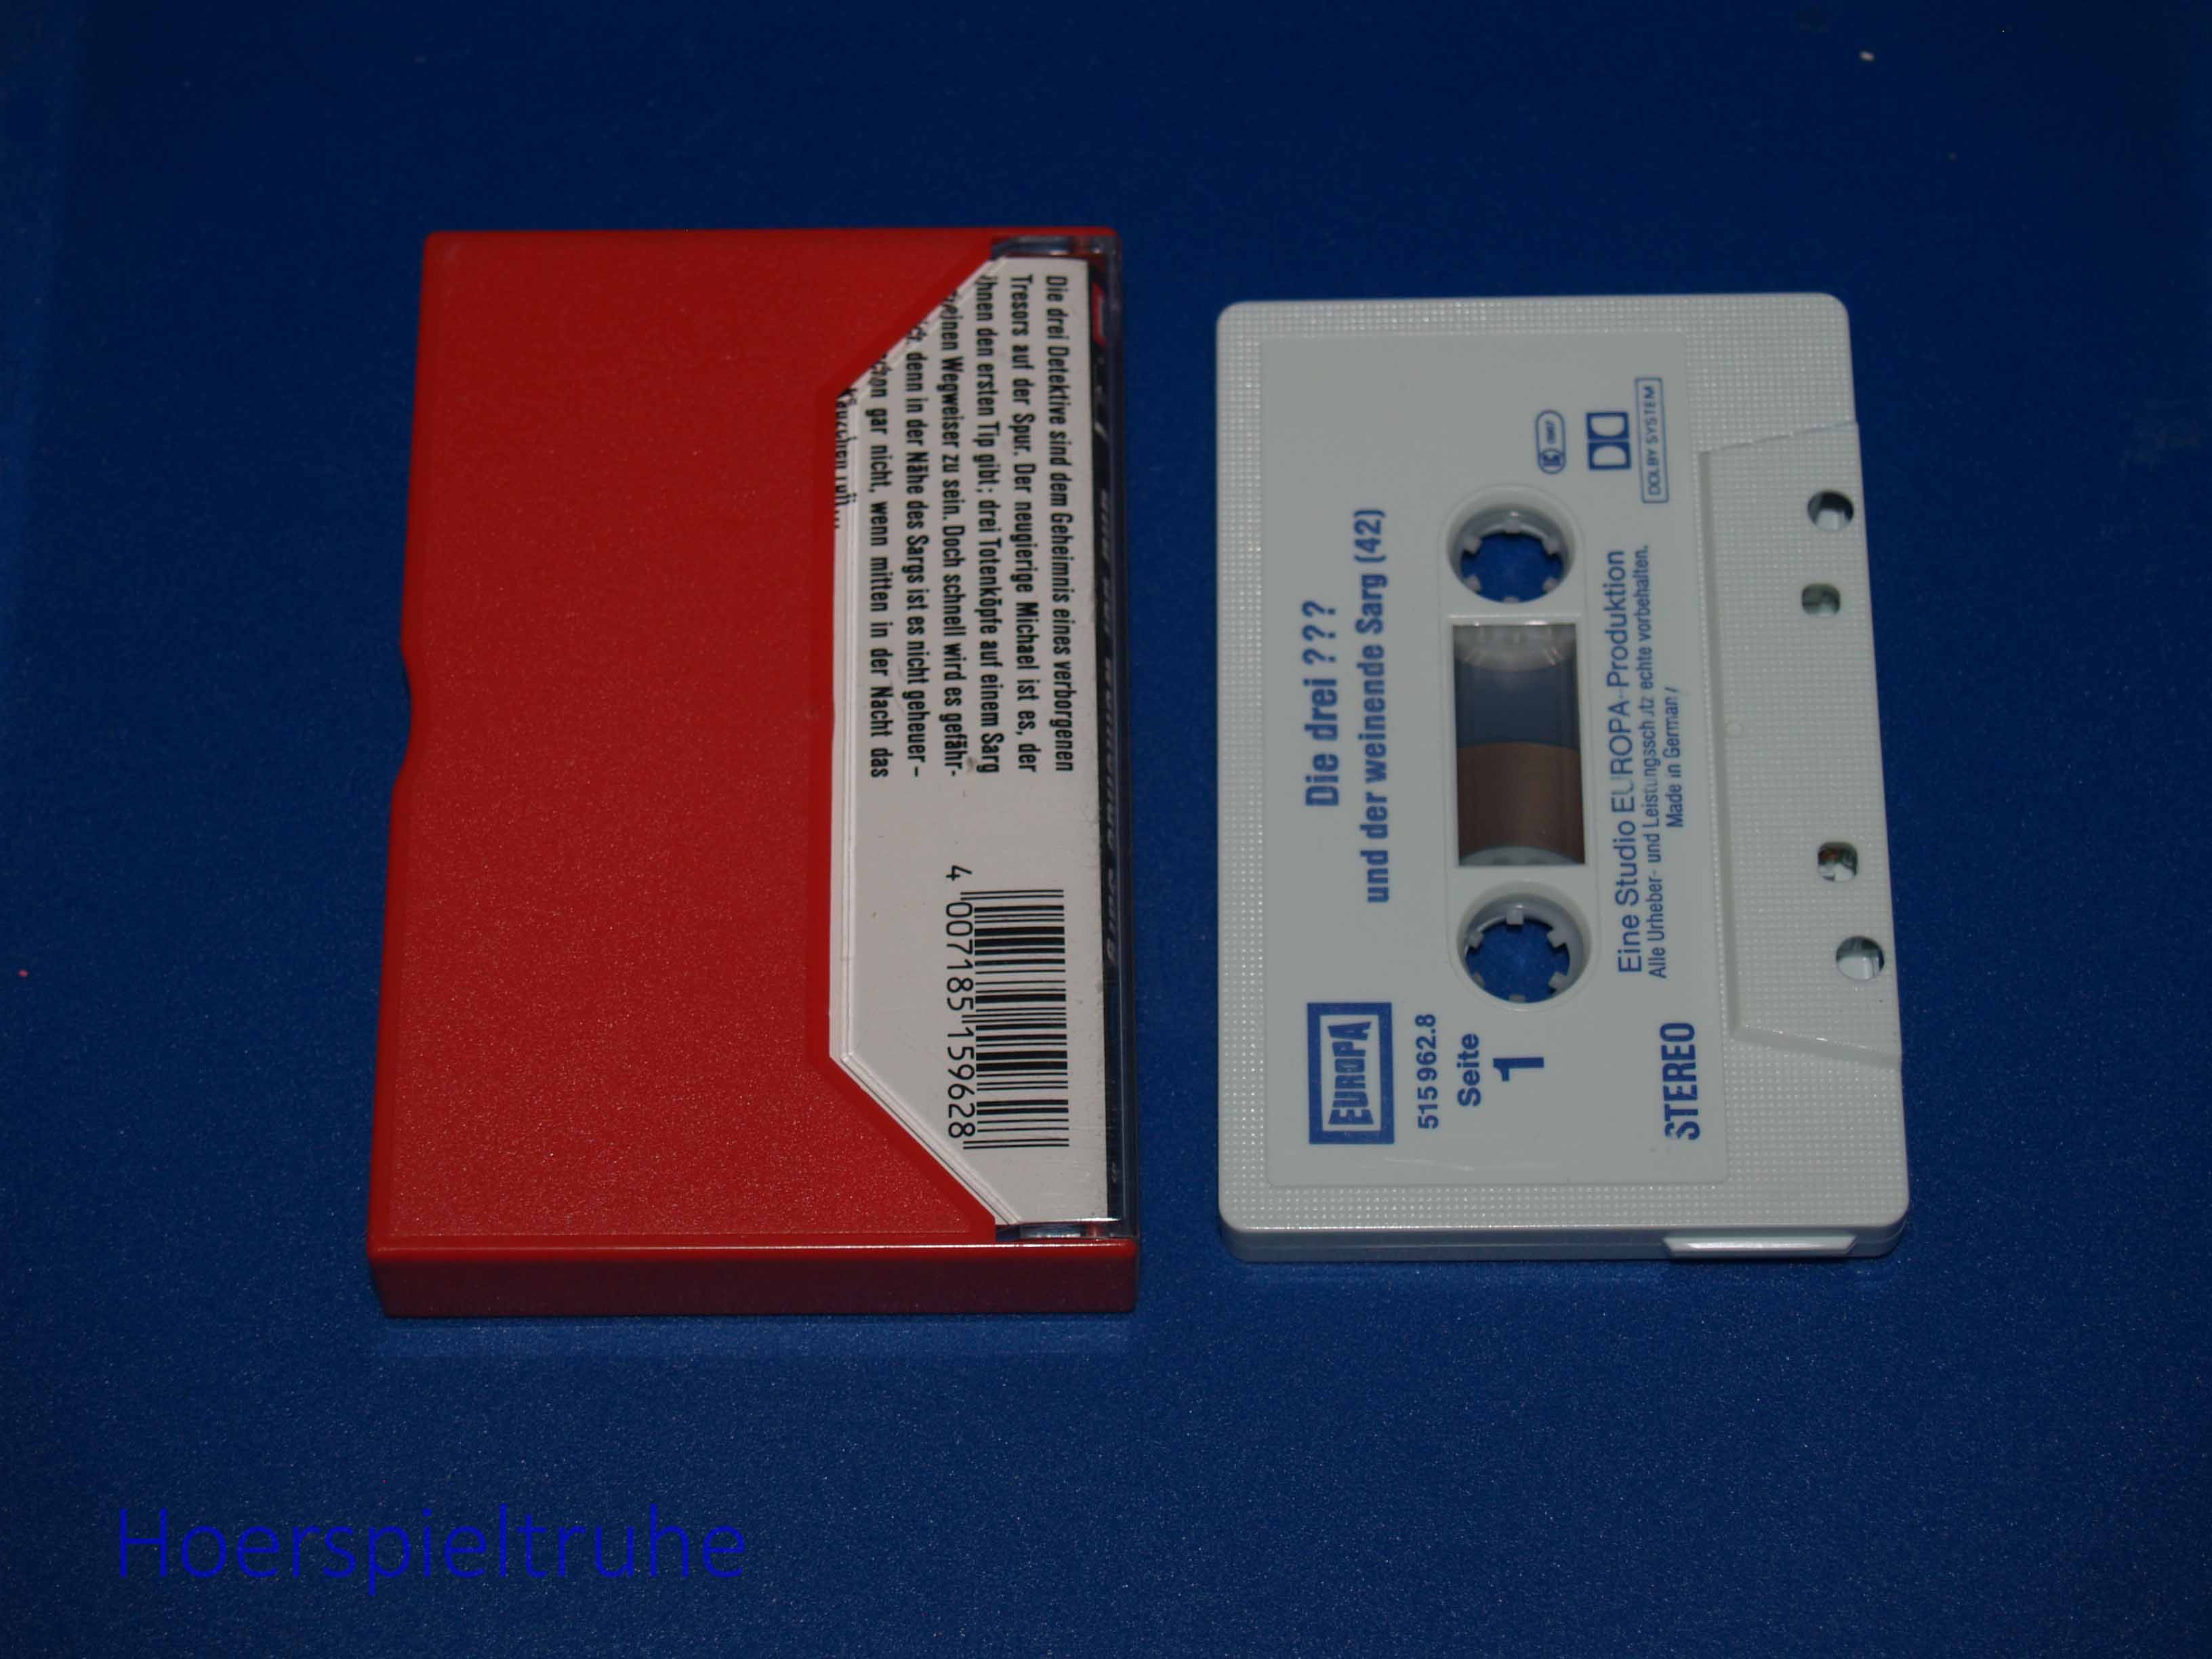 Die drei Detektive sind dem Geheimnis eines verborgenen
Tresors auf der Spur. Der neugierige Michael ist es, der
ihnen den ersten Tip gibt: drei Totenköpfe auf einem Sarg
einen Wegweiser zu sein. Doch schnell wird es gefähr-
denn in der Nähe des Sargs ist es nicht geheuer –
gar nicht, wenn mitten in der Nacht das
4 007185 159628
Die drei ???
und der weinende Sarg (42)
EUROPA
515 962.8
Seite
1
STEREO
DOLBY SYSTEM
Eine Studio EUROPA-Produktion
Alle Urheber- und Leistungsschutz echte vorbehalten.
Made in German
Hoerspieltruhe